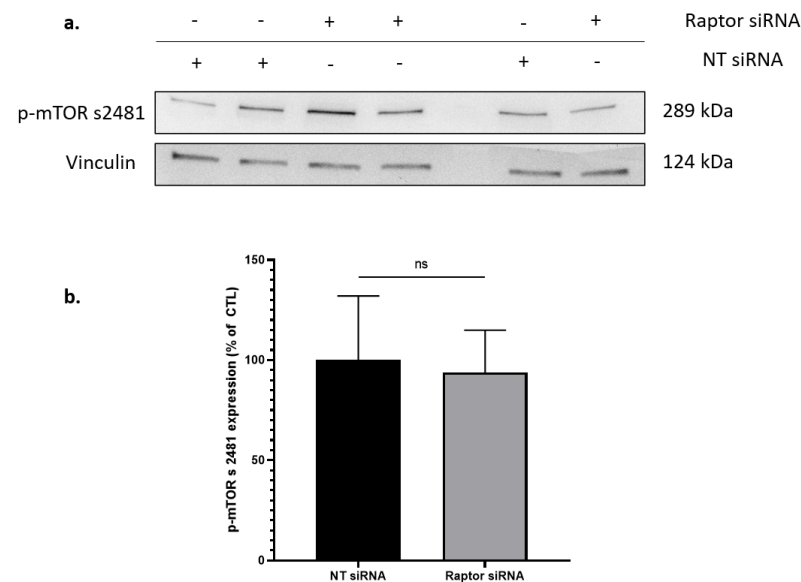 a. - - + + - + Raptor siRNA
+ + - - + - NT siRNA
p-mTOR s2481 289 kDa
Vinculin 124 kDa
b.
ns
p-mTOR s 2481 expression (% of CTL)
150
100
50
0
NT siRNA Raptor siRNA